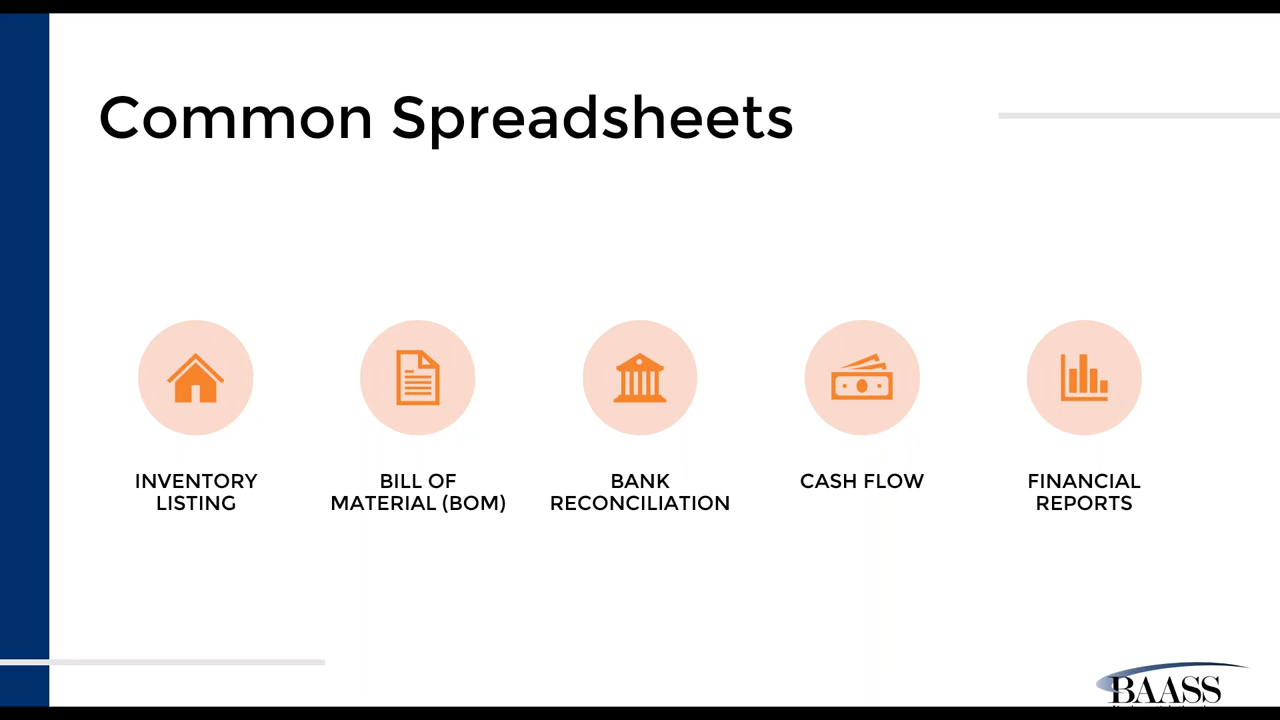 Common Spreadsheets
INVENTORY
LISTING
BILL OF
MATERIAL (BOM)
BANK
RECONCILIATION
CASH FLOW
FINANCIAL
REPORTS
BAASS